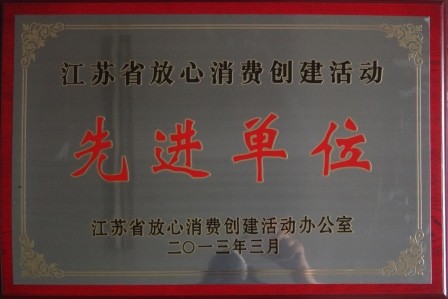 江苏省放心消费创建活动
先进单位
江苏省放心消费创建活动办公室
二〇一三年三月